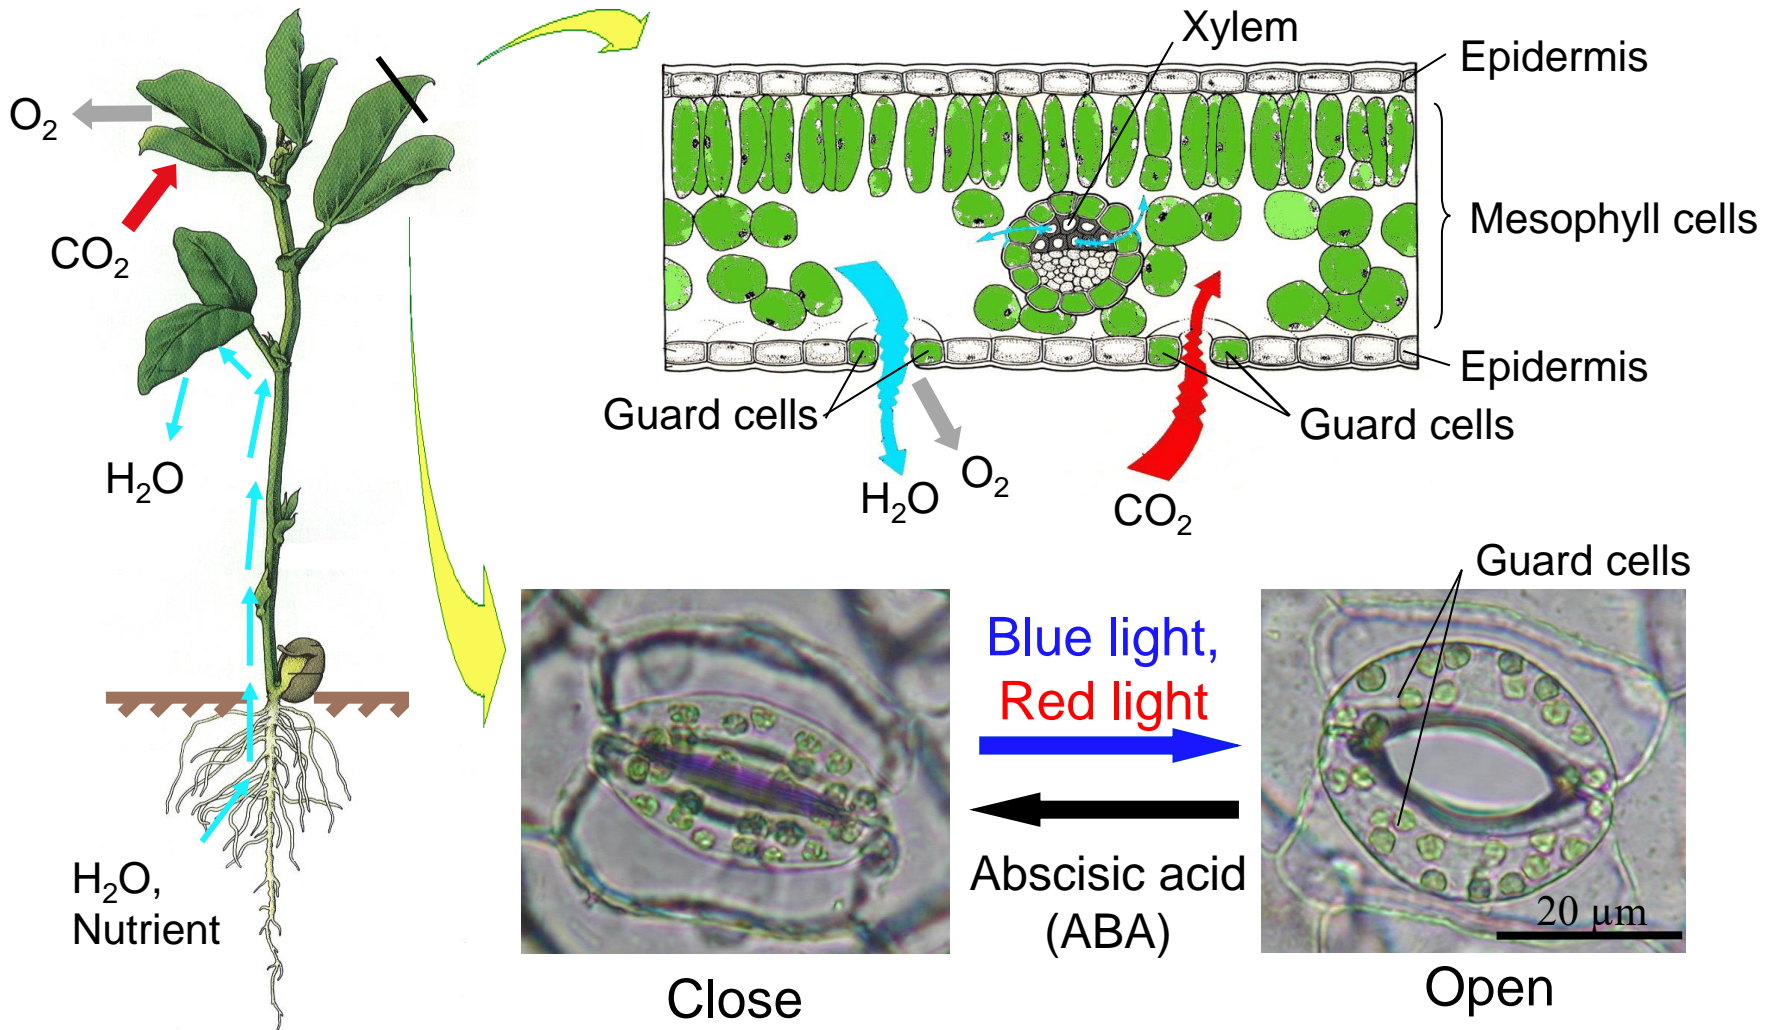 Xylem
Epidermis
O₂
CO₂
Mesophyll cells
Epidermis
Guard cells
Guard cells
H₂O
O₂
H₂O
CO₂
Guard cells
Blue light,
Red light
Abscisic acid
(ABA)
H₂O,
Nutrient
20 µm
Close
Open